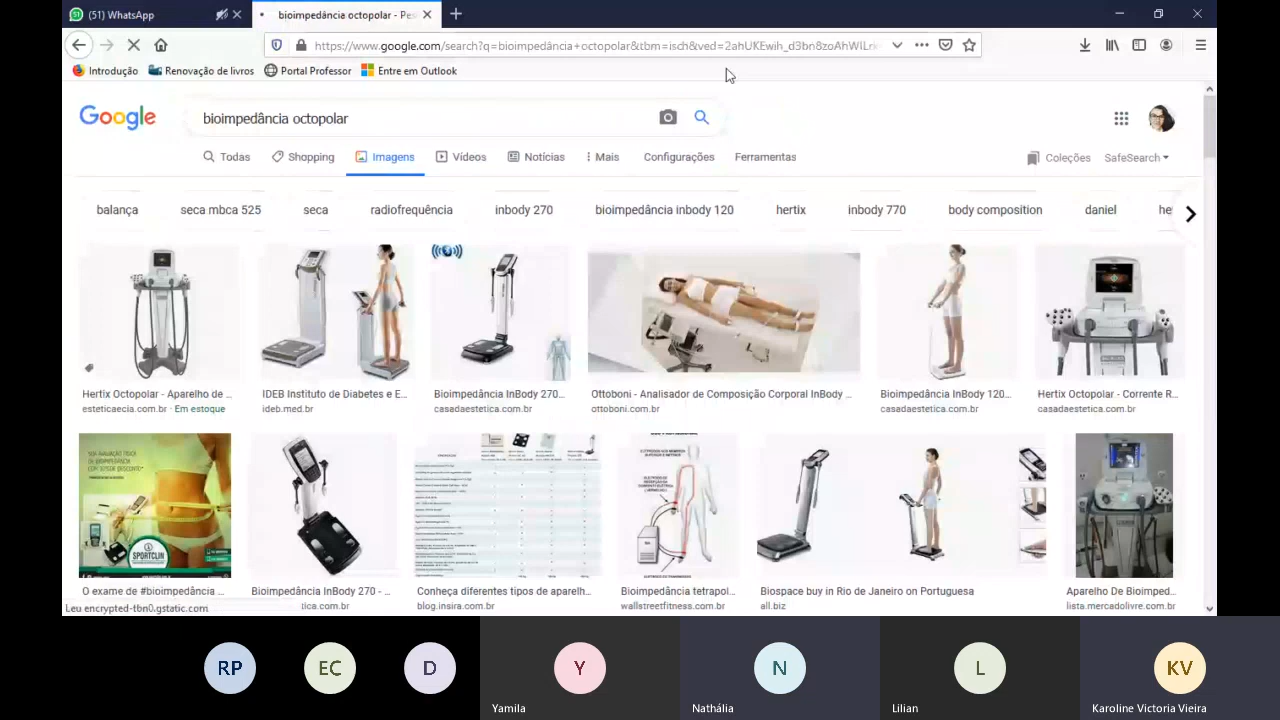 (51) WhatsApp
bioimpedância octopolar - Pes
https://www.google.com/search?q=bioimpedância+octopolar&tbm=isch&ved=2ahUKEwih_d3bn8zoAhWILrk
Introdução
Renovação de livros
Portal Professor
Entre em Outlook
Google
bioimpedância octopolar
Todas
Shopping
Imagens
Vídeos
Notícias
Mais
Configurações
Ferramentas
Coleções
SafeSearch
balança
seca mbca 525
seca
radiofrequência
inbody 270
bioimpedância inbody 120
hertix
inbody 770
body composition
daniel
he
Hertix Octopolar - Aparelho de ...
esteticaecia.com.br · Em estoque
IDEB Instituto de Diabetes e E...
ideb.med.br
Bioimpedância InBody 270...
casadaestetica.com.br
Ottoboni - Analisador de Composição Corporal InBody ...
ottoboni.com.br
Bioimpedância InBody 120...
casadaestetica.com.br
Hertix Octopolar - Corrente R...
casadaestetica.com.br
SPORTCLIN
O exame de #bioimpedância ...
Bioimpedância InBody 270 - ...
tica.com.br
Conheça diferentes tipos de aparelh...
blog.insira.com.br
Bioimpedância tetrapol...
wallstreetfitness.com.br
Biospace buy in Rio de Janeiro on Portuguesa
all.biz
Aparelho De Bioimped...
lista.mercadolivre.com.br
Leu encrypted-tbn0.gstatic.com
RP
EC
D
Y
Yamila
N
Nathália
L
Lilian
KV
Karoline Victoria Vieira